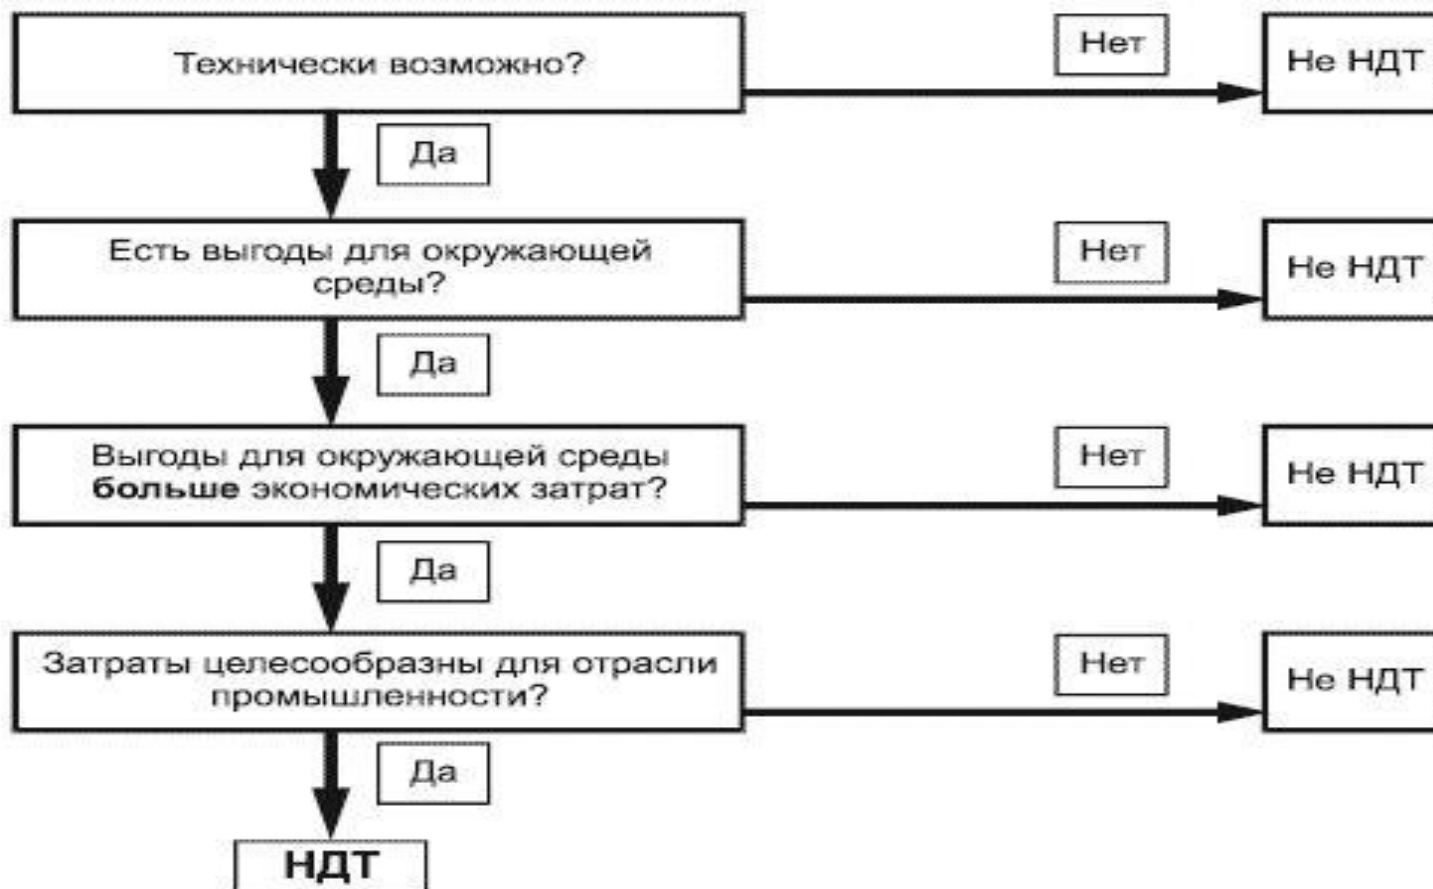 Технически возможно?
Нет
Не НДТ
Да
Есть выгоды для окружающей
среды?
Нет
Не НДТ
Да
Выгоды для окружающей среды
больше экономических затрат?
Нет
Не НДТ
Да
Затраты целесообразны для отрасли
промышленности?
Нет
Не НДТ
Да
НДТ